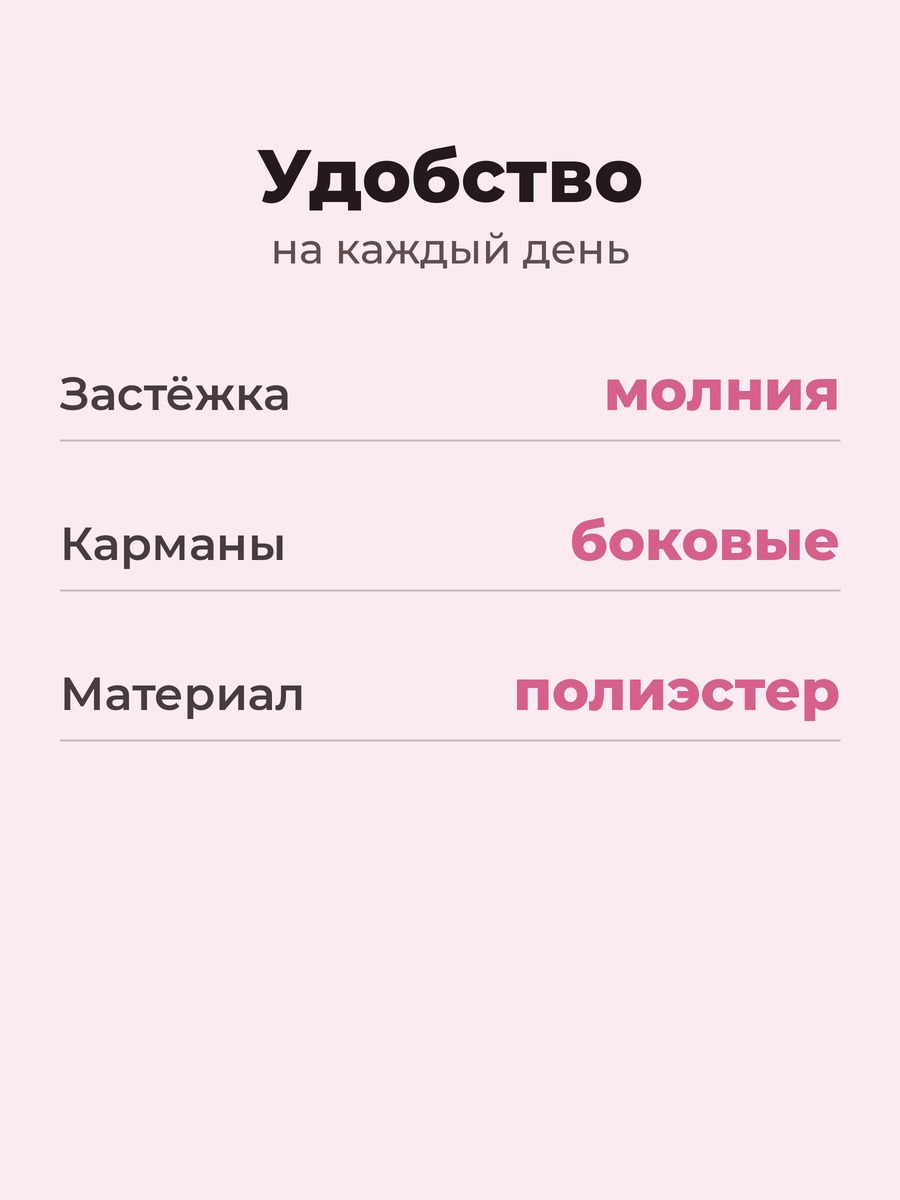 Удобство
на каждый день
Застёжка молния
Карманы боковые
Материал полиэстер